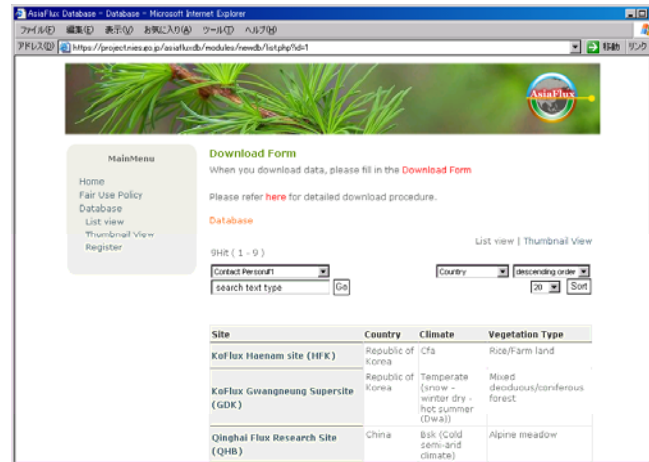 AsiaFlux Database - Database - Microsoft Internet Explorer
ファイル(F) 編集(E) 表示(V) お気に入り(A) ツール(T) ヘルプ(H)
アドレス(D) https://project.nies.go.jp/asiafluxdb/modules/newdb/list.php?id=1 移動 リンク
AsiaFlux
MainMenu
Home
Fair Use Policy
Database
List view
Thumbnail View
Register
Download Form
When you download data, please fill in the Download Form
Please refer here for detailed download procedure.
Database
List view | Thumbnail View
9Hit ( 1 - 9 )
Contact Person#1 Country descending order
search text type Go 20 Sort
Site Country Climate Vegetation Type
KoFlux Haenam site (HFK) Republic of Korea Cfa Rice/Farm land
KoFlux Gwangneung Supersite (GDK) Republic of Korea Temperate (snow - winter dry - hot summer (Dwa)) Mixed deoduous/coniferous forest
Qinghai Flux Research Site (QHB) China Bsk (Cold semi-arid climate) Alpine meadow